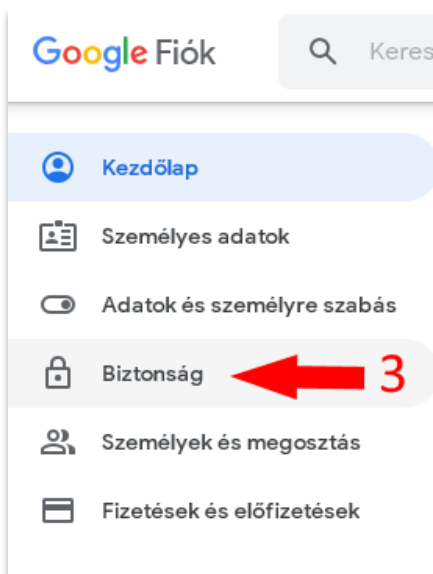 Google Fiók
Keres
Kezdőlap
Személyes adatok
Adatok és személyre szabás
Biztonság 3
Személyek és megosztás
Fizetések és előfizetések